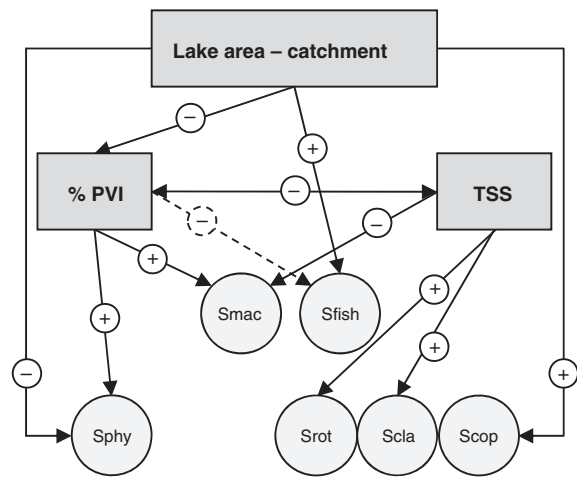 Lake area – catchment
−
+
% PVI
−
TSS
−
−
+
Smac
Sfish
+
+
+
−
+
Sphy
Srot
Scla
Scop